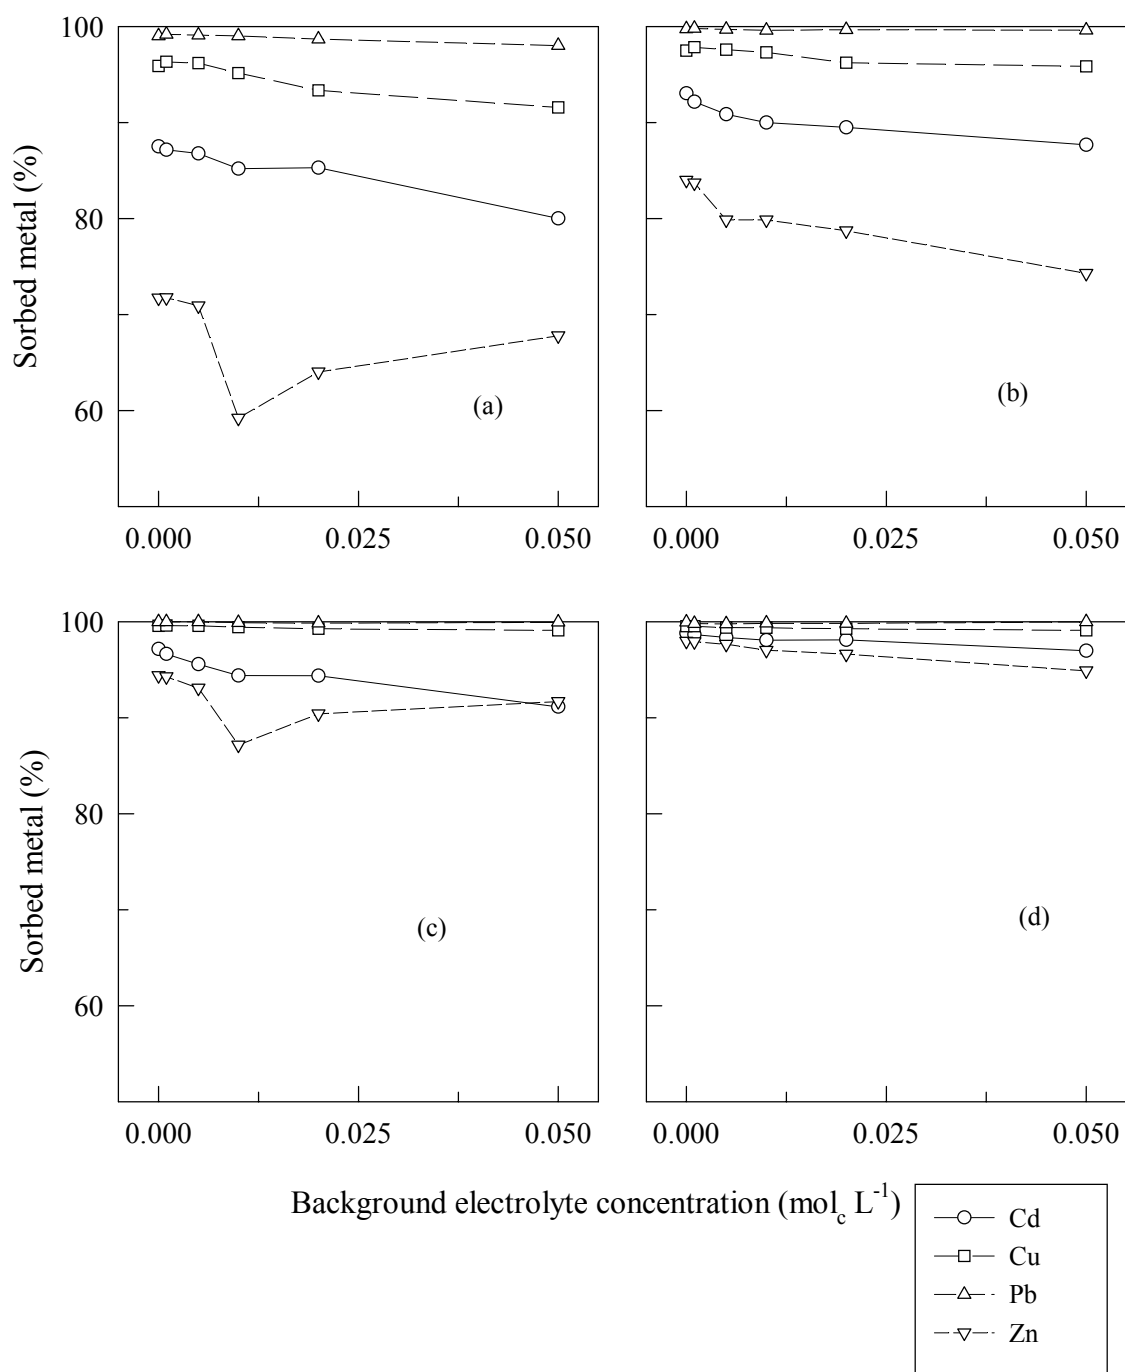 100
80
60
Sorbed metal (%)
(a)
(b)
0.000 0.025 0.050
0.000 0.025 0.050
100
80
60
Sorbed metal (%)
(c)
(d)
0.000 0.025 0.050
0.000 0.025 0.050
Background electrolyte concentration (mol_c L^-1)
Cd
Cu
Pb
Zn